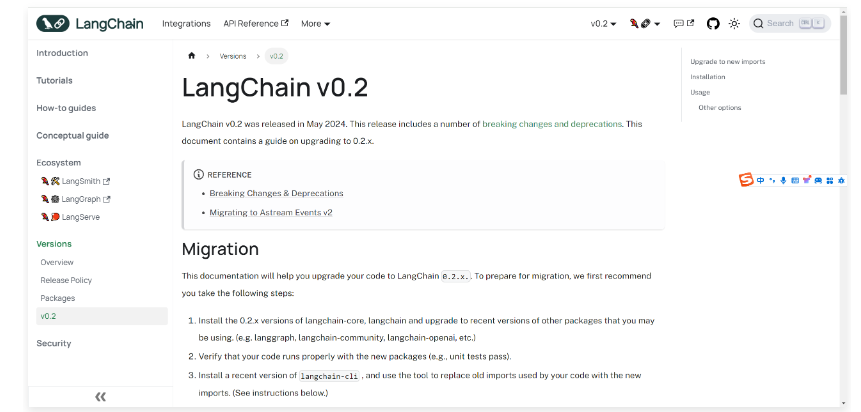 LangChain
Integrations
API Reference
More
v0.2
Search
Introduction
Tutorials
How-to guides
Conceptual guide
Ecosystem
LangSmith
LangGraph
LangServe
Versions
Overview
Release Policy
Packages
v0.2
Security
Versions
v0.2
LangChain v0.2
LangChain v0.2 was released in May 2024. This release includes a number of breaking changes and deprecations. This
document contains a guide on upgrading to 0.2.x.
REFERENCE
Breaking Changes & Deprecations
Migrating to Astream Events v2
Migration
This documentation will help you upgrade your code to LangChain 0.2.x.. To prepare for migration, we first recommend
you take the following steps:
1. Install the 0.2.x versions of langchain-core, langchain and upgrade to recent versions of other packages that you may
be using. (e.g. langgraph, langchain-community, langchain-openai, etc.)
2. Verify that your code runs properly with the new packages (e.g., unit tests pass).
3. Install a recent version of langchain-cli , and use the tool to replace old imports used by your code with the new
imports. (See instructions below.)
Upgrade to new imports
Installation
Usage
Other options
中